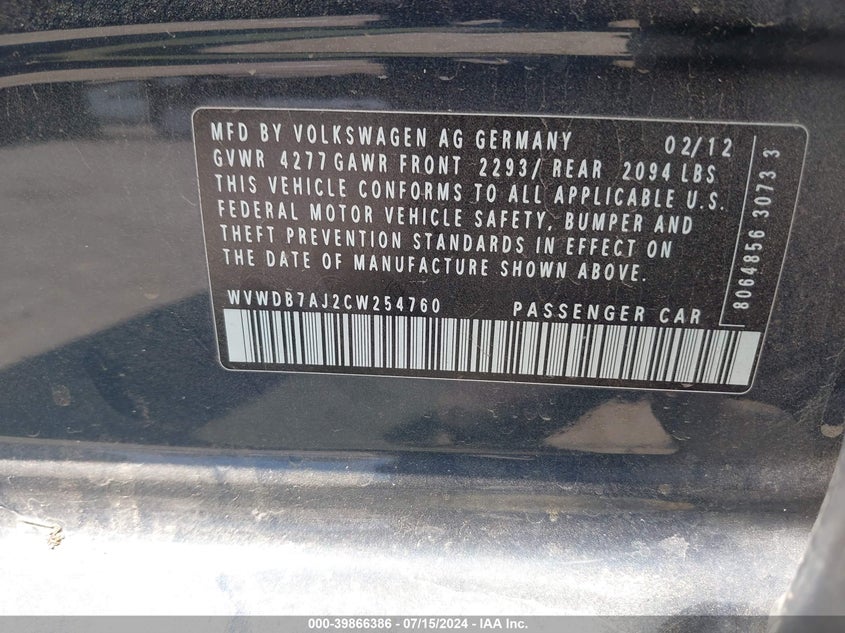 MFD BY VOLKSWAGEN AG GERMANY 02/12
GVWR 4277 GAWR FRONT 2293/ REAR 2094 LBS
THIS VEHICLE CONFORMS TO ALL APPLICABLE U.S.
FEDERAL MOTOR VEHICLE SAFETY, BUMPER AND
THEFT PREVENTION STANDARDS IN EFFECT ON
THE DATE OF MANUFACTURE SHOWN ABOVE.
WVWDB7AJ2CW254760 PASSENGER CAR
8064856 3073 3
000-39866386 - 07/15/2024 - IAA Inc.